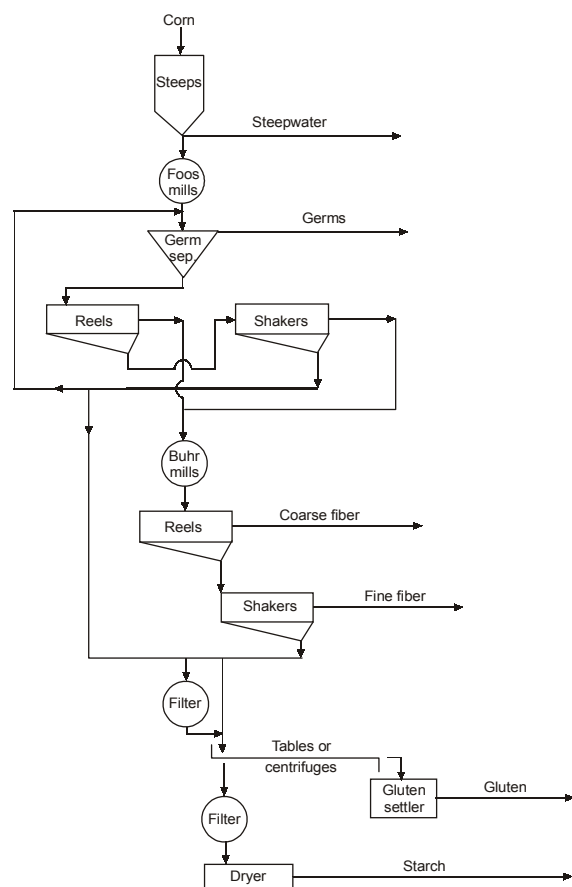 Corn
Steeps
Steepwater
Foos
mills
Germs
Germ
sep.
Reels
Shakers
Buhr
mills
Reels
Coarse fiber
Shakers
Fine fiber
Filter
Tables or
centrifuges
Gluten
settler
Gluten
Filter
Dryer
Starch